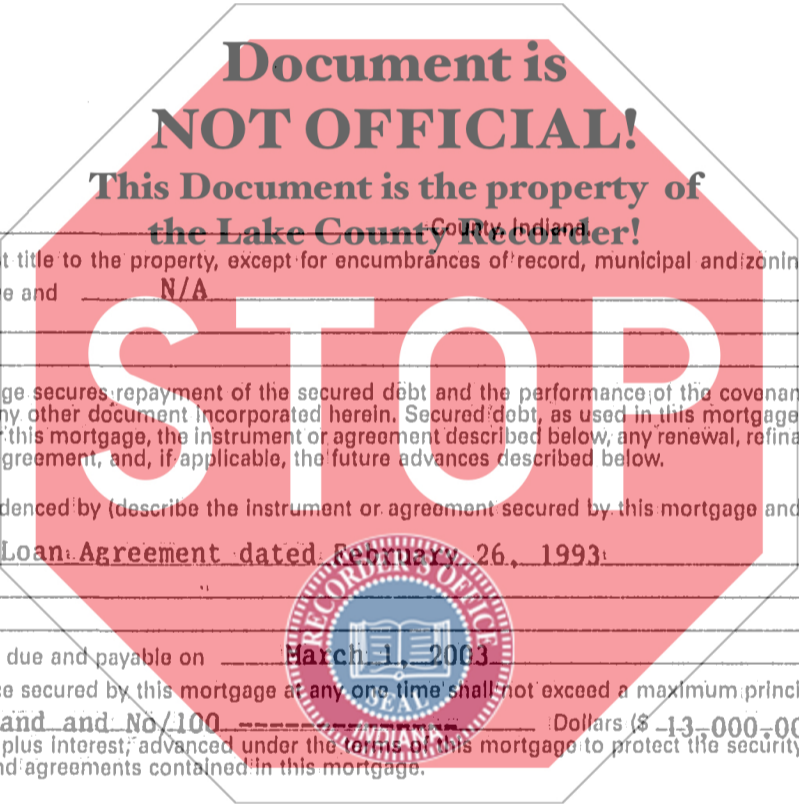 Document is
NOT OFFICIAL!
This Document is the property of
the Lake County Recorder!
County, Indiana
t title to the property, except for encumbrances of record, municipal and zonin
e and N/A
STOP
ge secures repayment of the secured debt and the performance of the covenan
ny other document incorporated herein. Secured debt, as used in this mortgage
this mortgage, the instrument or agreement described below, any renewal, refina
greement, and, if applicable, the future advances described below.
denced by (describe the instrument or agreement secured by this mortgage and
Loan Agreement dated February 26, 1993
RECORDER'S OFFICE
due and payable on March 1, 2003
SEAL
e secured by this mortgage at any one time shall not exceed a maximum princi
and and No/100 ---------------- Dollars ($ 13,000.00
INDIANA
plus interest, advanced under the terms of this mortgage to protect the security
nd agreements contained in this mortgage.